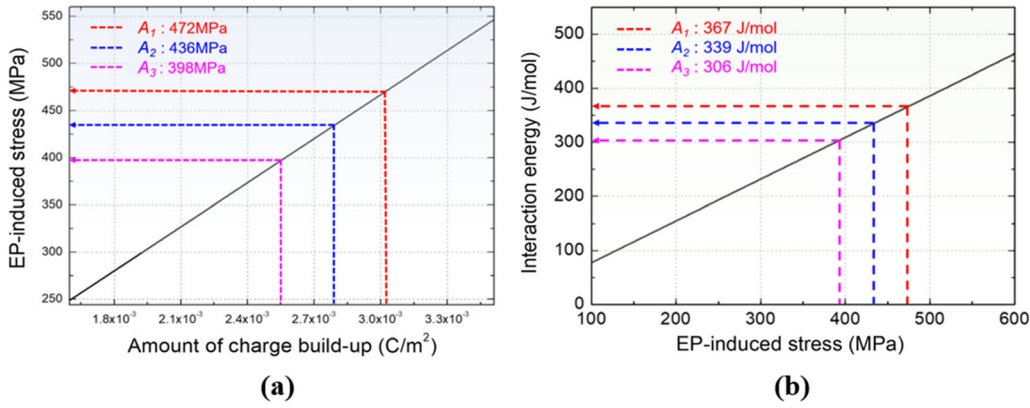 550
500
450
400
350
300
250
EP-induced stress (MPa)
A1 : 472MPa
A2 : 436MPa
A3 : 398MPa
1.8x10-3 2.1x10-3 2.4x10-3 2.7x10-3 3.0x10-3 3.3x10-3
Amount of charge build-up (C/m2)
(a)
500
400
300
200
100
0
Interaction energy (J/mol)
A1 : 367 J/mol
A2 : 339 J/mol
A3 : 306 J/mol
100 200 300 400 500 600
EP-induced stress (MPa)
(b)